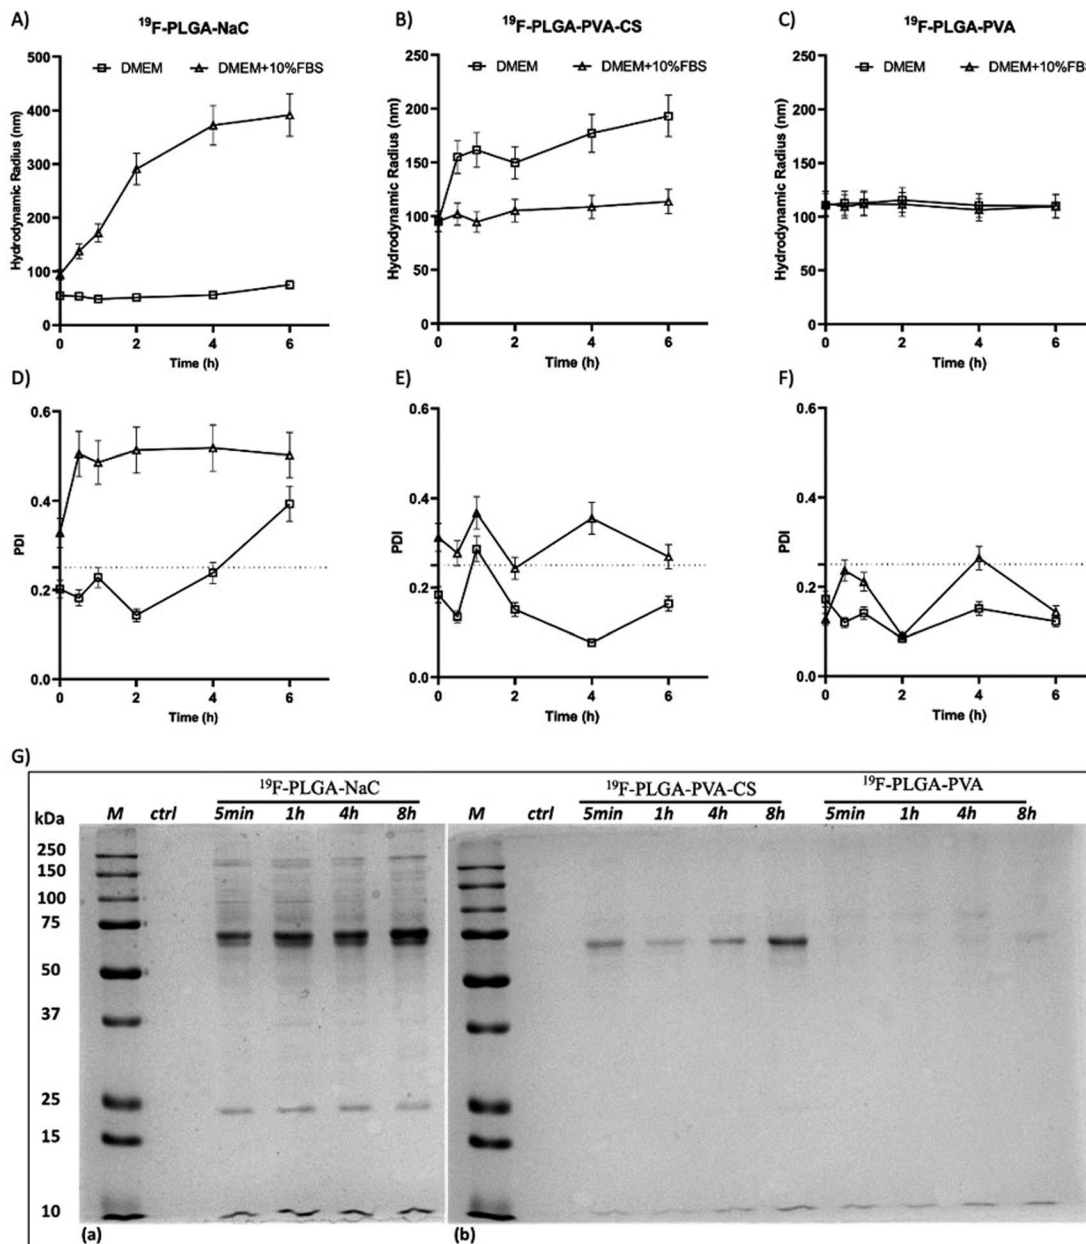 A)
¹⁹F-PLGA-NaC
DMEM DMEM+10%FBS
Hydrodynamic Radius (nm)
500
400
300
200
100
0
0 2 4 6
Time (h)
B)
¹⁹F-PLGA-PVA-CS
DMEM DMEM+10%FBS
Hydrodynamic Radius (nm)
250
200
150
100
50
0
0 2 4 6
Time (h)
C)
¹⁹F-PLGA-PVA
DMEM DMEM+10%FBS
Hydrodynamic Radius (nm)
250
200
150
100
50
0
0 2 4 6
Time (h)
D)
PDI
0.6
0.4
0.2
0.0
0 2 4 6
Time (h)
E)
PDI
0.6
0.4
0.2
0.0
0 2 4 6
Time (h)
F)
PDI
0.6
0.4
0.2
0.0
0 2 4 6
Time (h)
G)
¹⁹F-PLGA-NaC ¹⁹F-PLGA-PVA-CS ¹⁹F-PLGA-PVA
kDa M ctrl 5min 1h 4h 8h M ctrl 5min 1h 4h 8h 5min 1h 4h 8h
250
150
100
75
50
37
25
15
10
(a) (b)